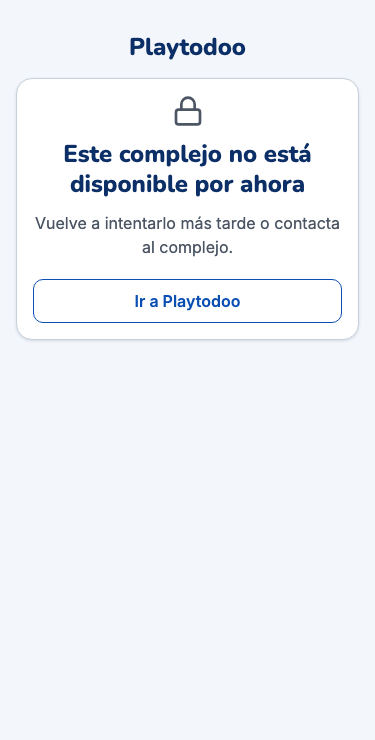 Playtodoo
Este complejo no está
disponible por ahora
Vuelve a intentarlo más tarde o contacta
al complejo.
Ir a Playtodoo